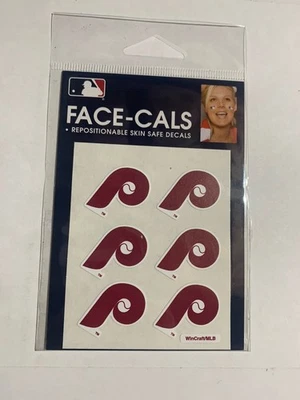 FACE-CALS
• REPOSITIONABLE SKIN SAFE DECALS
WinCraft/MLB